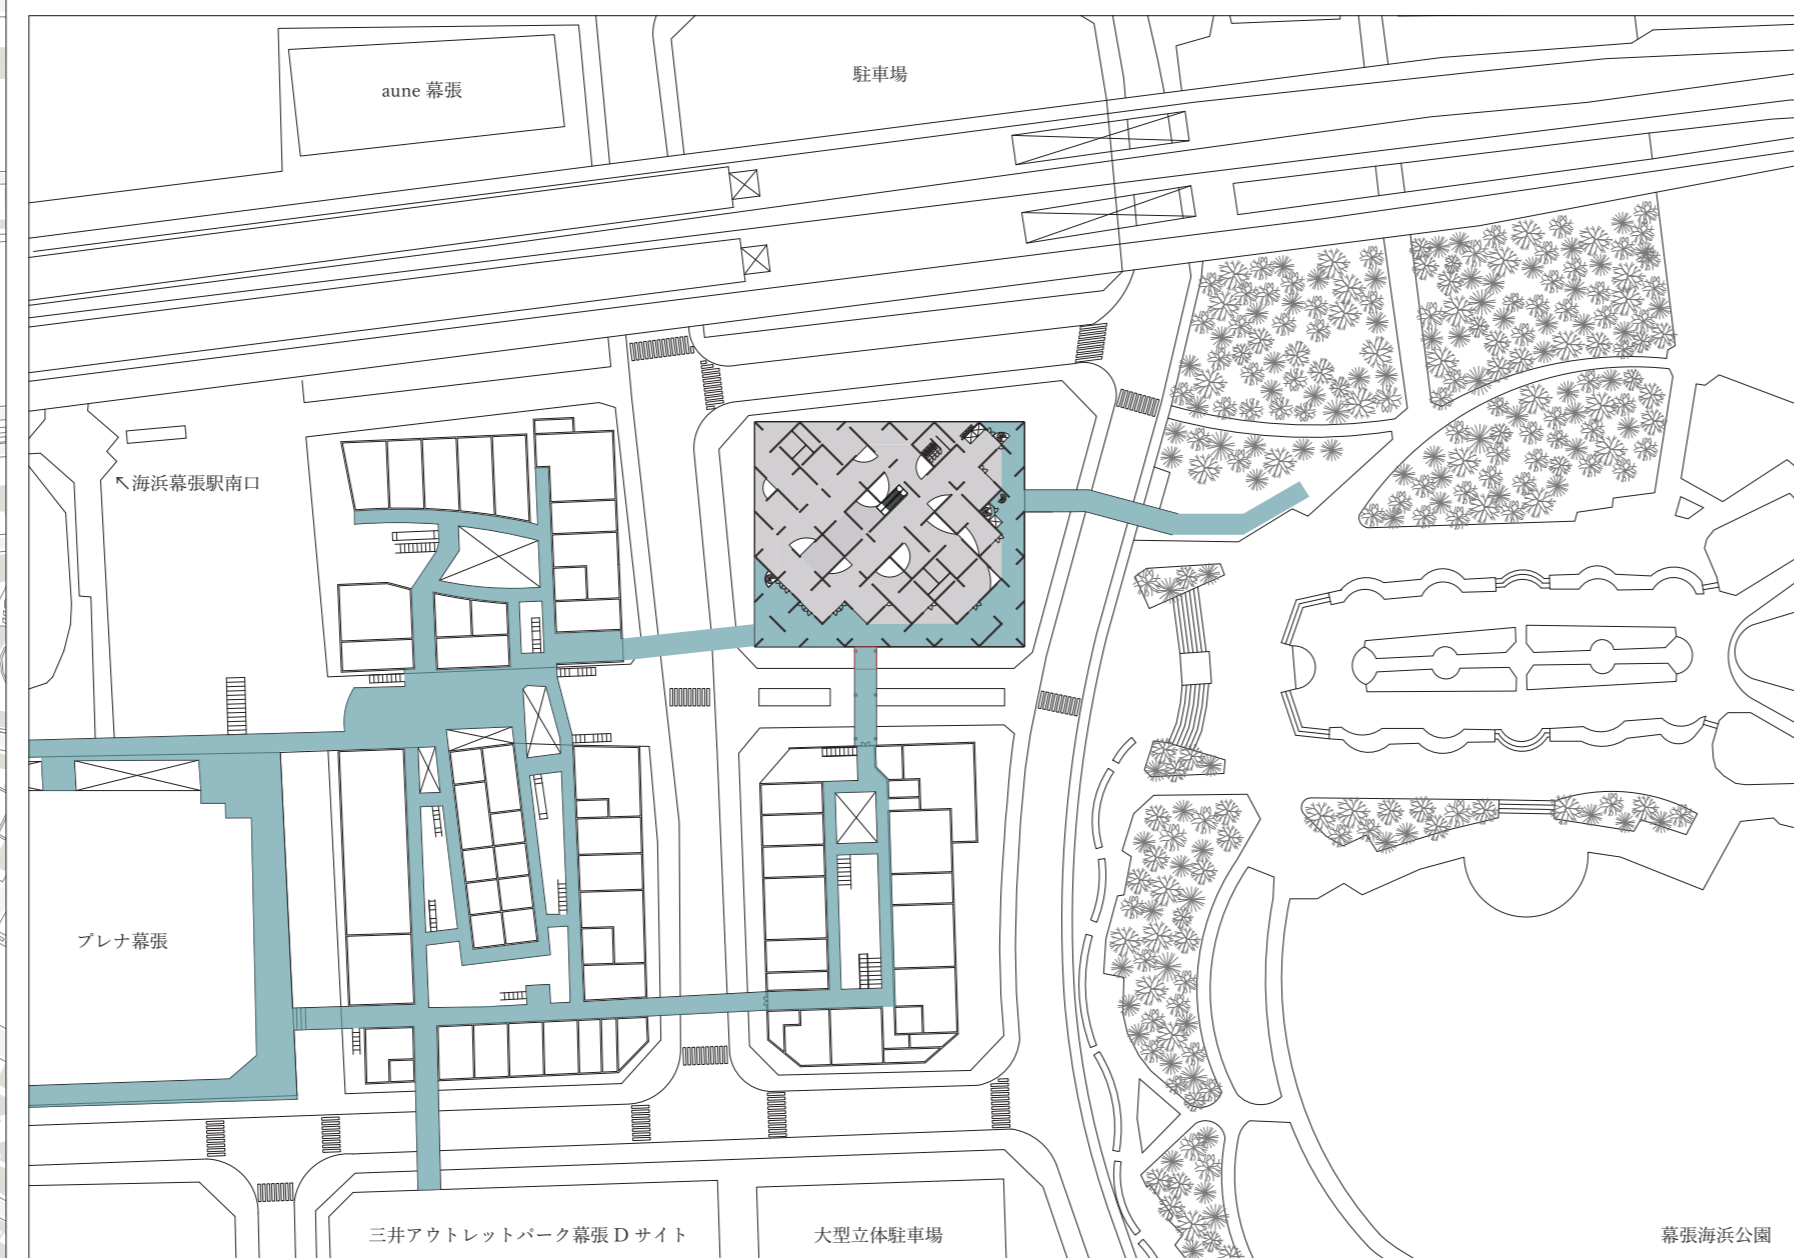 駐車場
aune 幕張
↖海浜幕張駅南口
プレナ幕張
三井アウトレットパーク幕張 D サイト
大型立体駐車場
幕張海浜公園